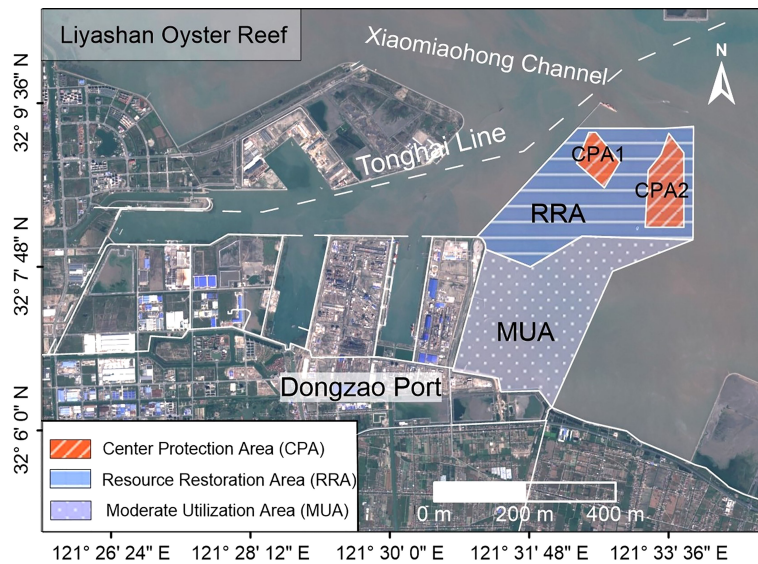 Liyashan Oyster Reef
Xiaomiaohong Channel
N
Tonghai Line
CPA1
CPA2
RRA
MUA
Dongzao Port
Center Protection Area (CPA)
Resource Restoration Area (RRA)
Moderate Utilization Area (MUA)
0 m 200 m 400 m
32° 9' 36" N
32° 7' 48" N
32° 6' 0" N
121° 26' 24" E 121° 28' 12" E 121° 30' 0" E 121° 31' 48" E 121° 33' 36" E